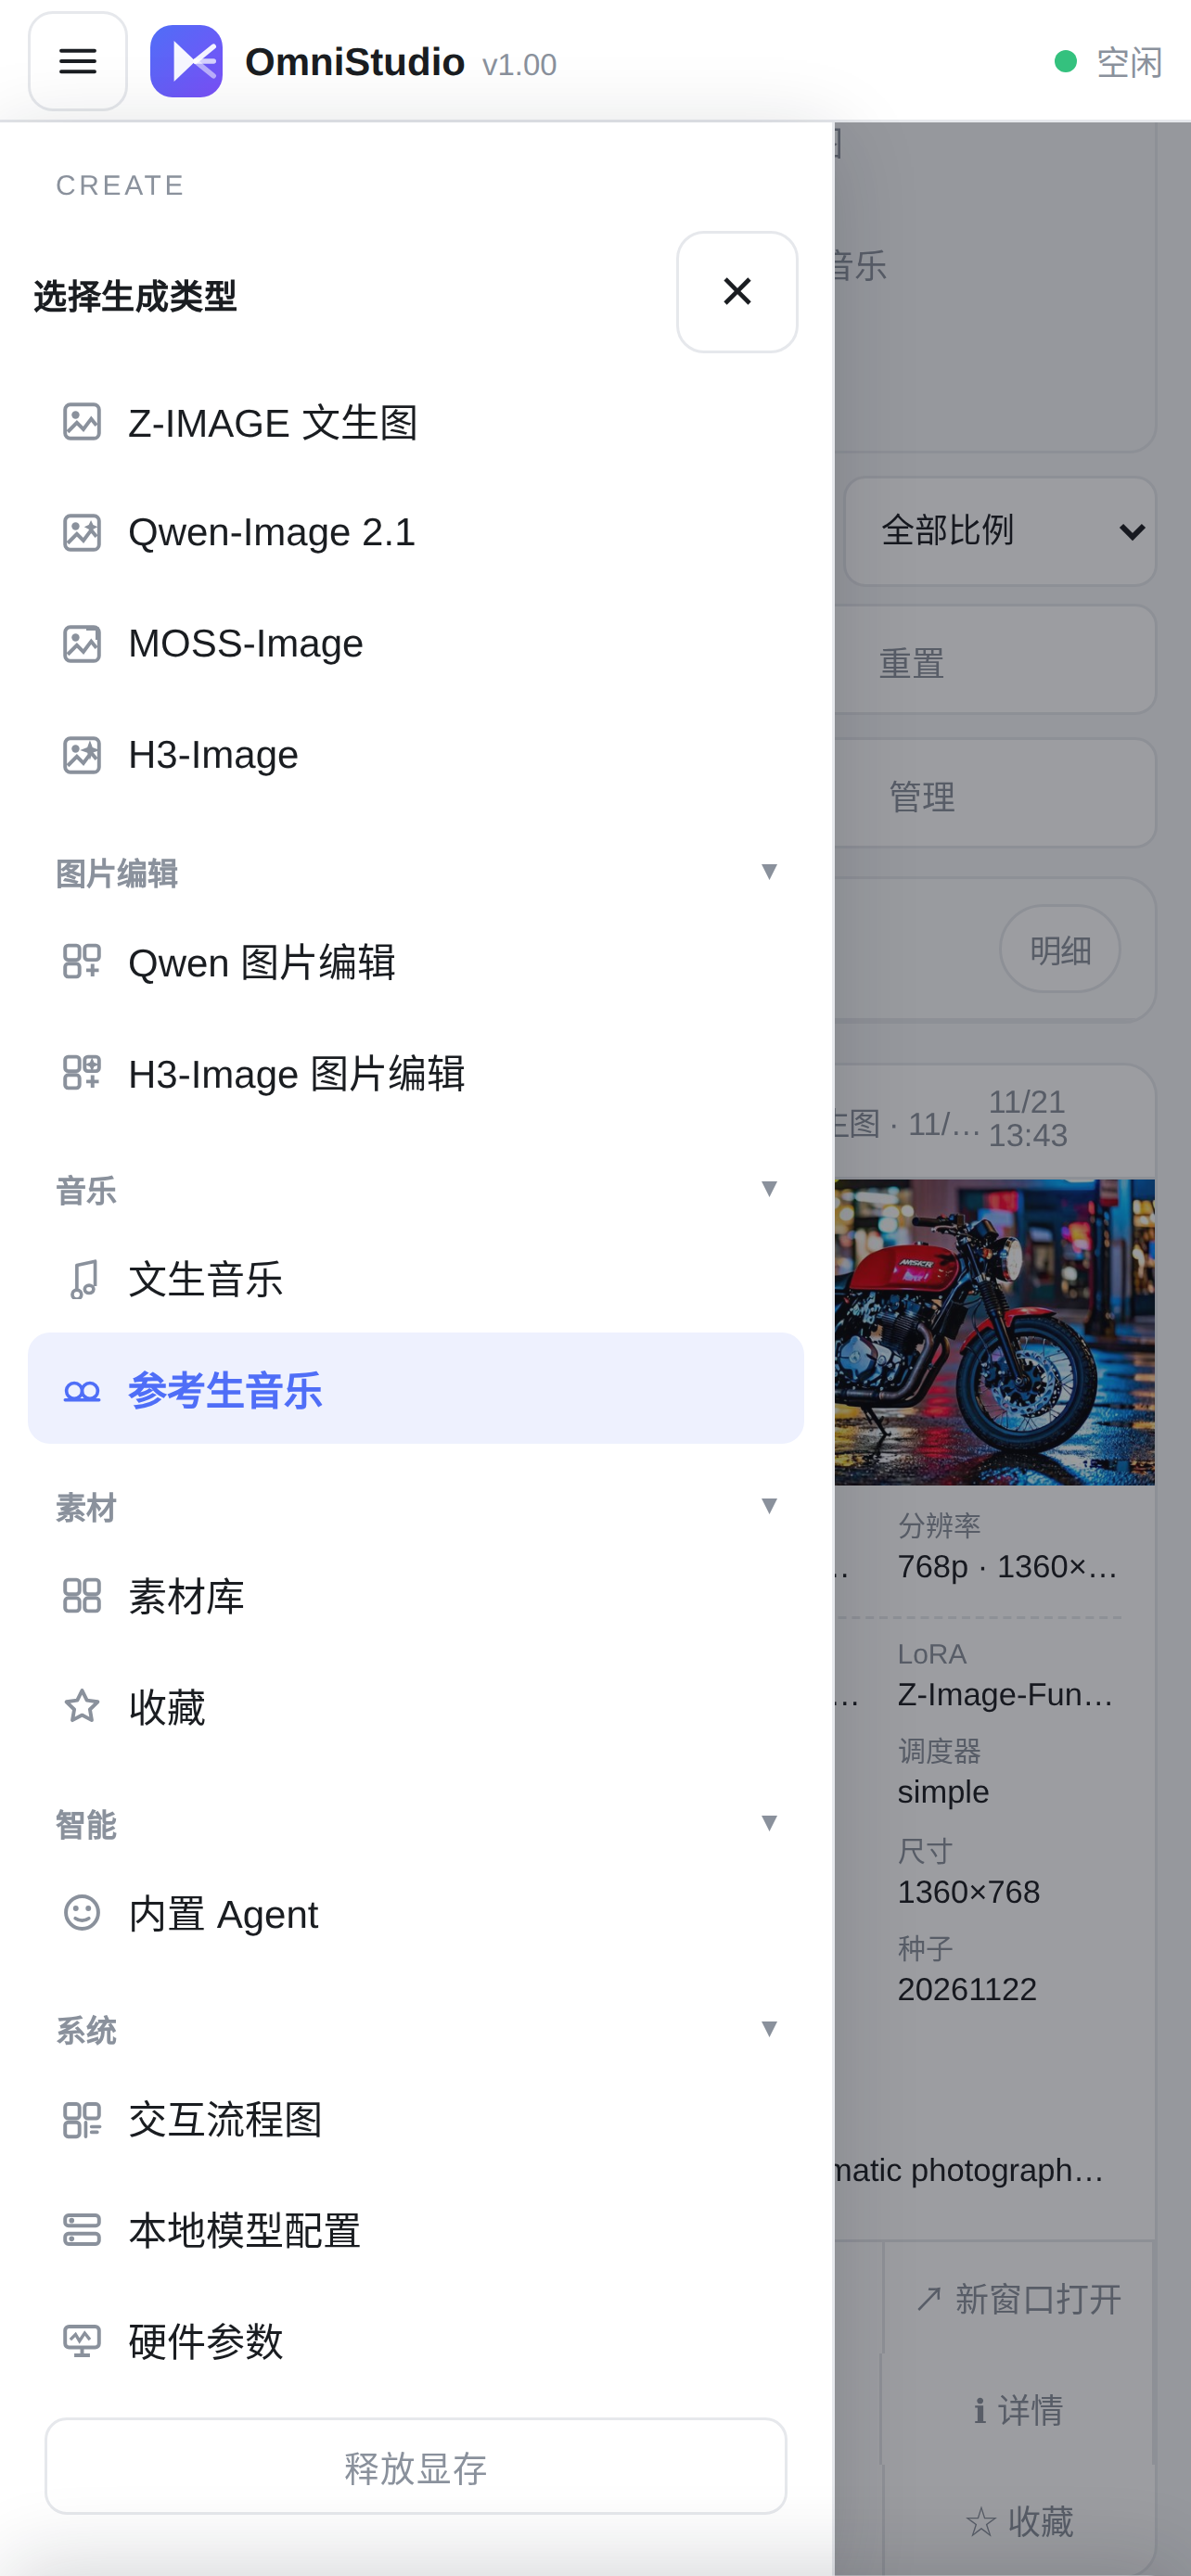 OmniStudio v1.00
空闲
CREATE
选择生成类型
Z-IMAGE 文生图
Qwen-Image 2.1
MOSS-Image
H3-Image
图片编辑
Qwen 图片编辑
H3-Image 图片编辑
音乐
文生音乐
参考生音乐
素材
素材库
收藏
智能
内置 Agent
系统
交互流程图
本地模型配置
硬件参数
释放显存
音乐
全部比例
重置
管理
明细
生图 · 11/…
11/21
13:43
分辨率
768p · 1360×…
LoRA
Z-Image-Fun…
调度器
simple
尺寸
1360×768
种子
20261122
matic photograph…
↗ 新窗口打开
ℹ 详情
☆ 收藏